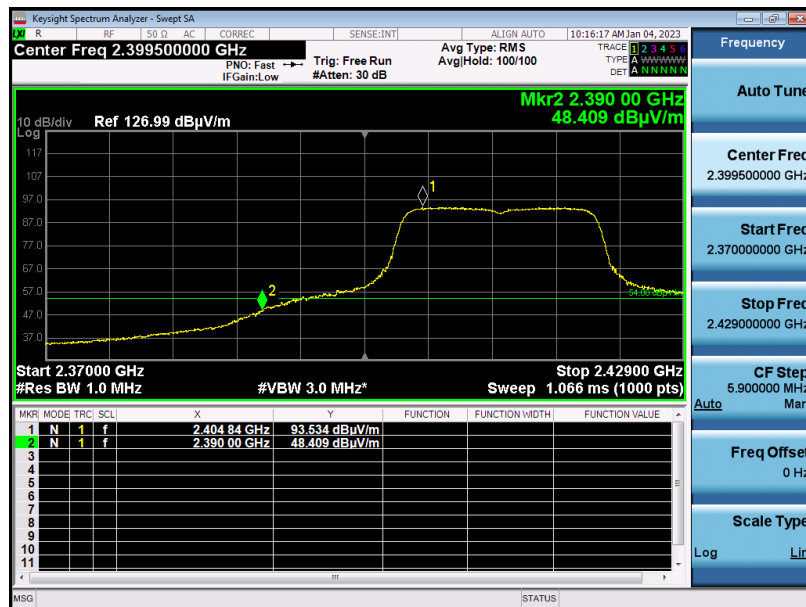 Keysight Spectrum Analyzer - Swept SA
LXI R RF 50 Ω AC CORREC SENSE:INT ALIGN AUTO 10:16:17 AM Jan 04, 2023
Center Freq 2.399500000 GHz
PNO: Fast
IFGain:Low
Trig: Free Run
#Atten: 30 dB
Avg Type: RMS
Avg|Hold: 100/100
TRACE 1 2 3 4 5 6
TYPE A WWWWW
DET A N N N N N
Mkr2 2.390 00 GHz
48.409 dBµV/m
10 dB/div Ref 126.99 dBµV/m
Log
117
107
97.0
87.0
77.0
67.0
57.0
47.0
37.0
1
2
Start 2.37000 GHz Stop 2.42900 GHz
#Res BW 1.0 MHz #VBW 3.0 MHz* Sweep 1.066 ms (1000 pts)
MKR MODE TRC SCL X Y FUNCTION FUNCTION WIDTH FUNCTION VALUE
1 N 1 f 2.404 84 GHz 93.534 dBµV/m
2 N 1 f 2.390 00 GHz 48.409 dBµV/m
3
4
5
6
7
8
9
10
11
MSG STATUS
Frequency
Auto Tune
Center Freq
2.399500000 GHz
Start Freq
2.370000000 GHz
Stop Freq
2.429000000 GHz
CF Step
5.900000 MHz
Auto Man
Freq Offset
0 Hz
Scale Type
Log Lin